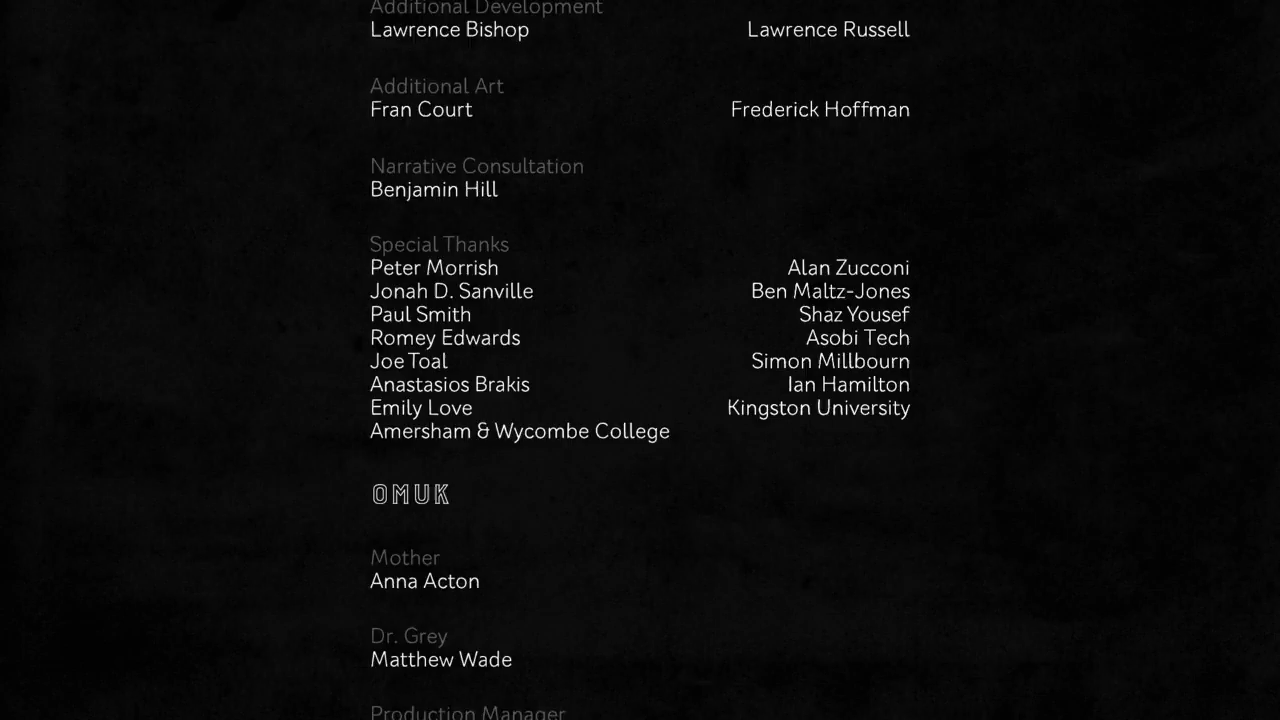 Additional Development
Lawrence Bishop Lawrence Russell
Additional Art
Fran Court Frederick Hoffman
Narrative Consultation
Benjamin Hill
Special Thanks
Peter Morrish Alan Zucconi
Jonah D. Sanville Ben Maltz-Jones
Paul Smith Shaz Yousef
Romey Edwards Asobi Tech
Joe Toal Simon Millbourn
Anastasios Brakis Ian Hamilton
Emily Love Kingston University
Amersham & Wycombe College
OMUK
Mother
Anna Acton
Dr. Grey
Matthew Wade
Production Manager